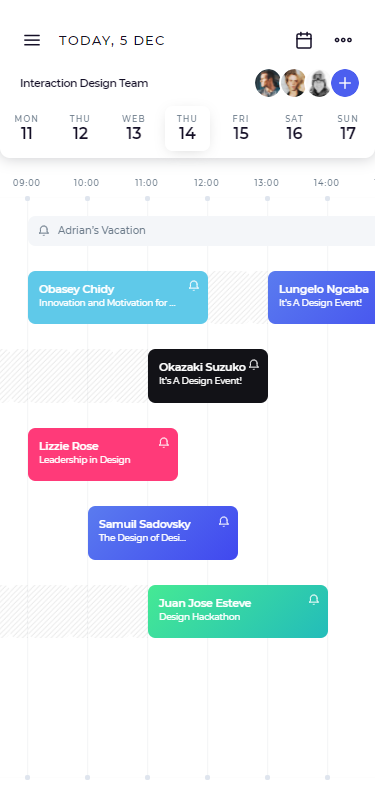 TODAY, 5 DEC
Interaction Design Team
MON THU WEB THU FRI SAT SUN
11 12 13 14 15 16 17
09:00 10:00 11:00 12:00 13:00 14:00
Adrian's Vacation
Obasey Chidy
Innovation and Motivation for ...
Lungelo Ngcaba
It's A Design Event!
Okazaki Suzuko
It's A Design Event!
Lizzie Rose
Leadership in Design
Samuil Sadovsky
The Design of Desi...
Juan Jose Esteve
Design Hackathon